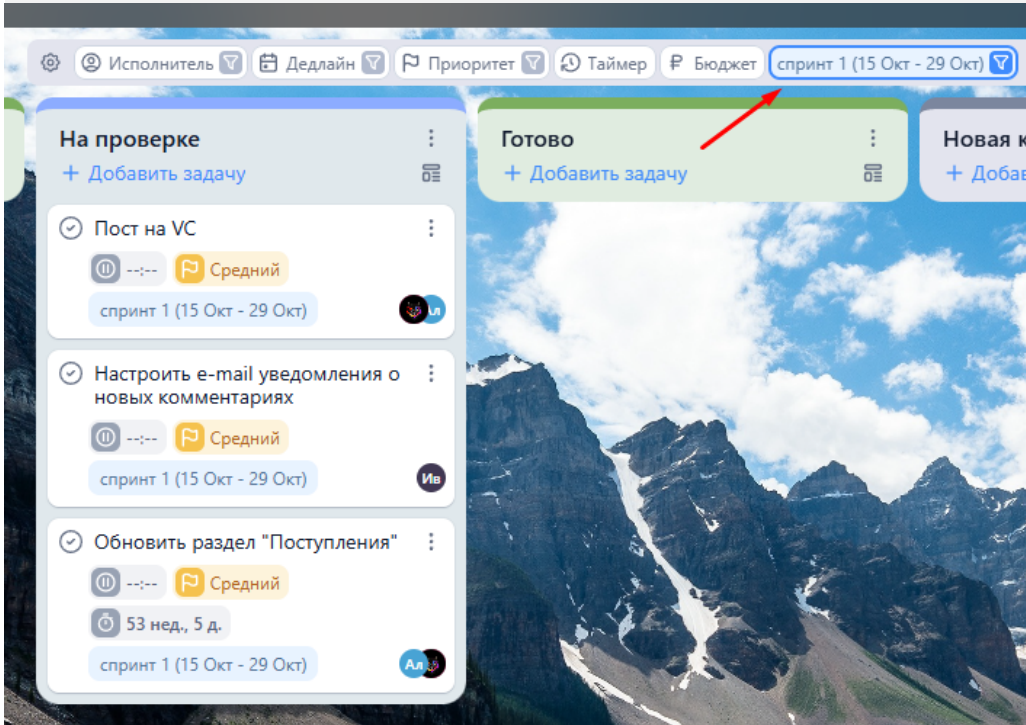 Исполнитель Дедлайн Приоритет Таймер ₽ Бюджет спринт 1 (15 Окт - 29 Окт)
На проверке
+ Добавить задачу
Пост на VC
--:-- Средний
спринт 1 (15 Окт - 29 Окт)
Настроить e-mail уведомления о
новых комментариях
--:-- Средний
спринт 1 (15 Окт - 29 Окт) Ив
Обновить раздел "Поступления"
--:-- Средний
53 нед., 5 д.
спринт 1 (15 Окт - 29 Окт) Ал
Готово
+ Добавить задачу
Новая к
+ Добав